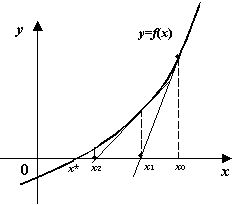 y
y=f(x)
0
x* x₂ x₁ x₀ x